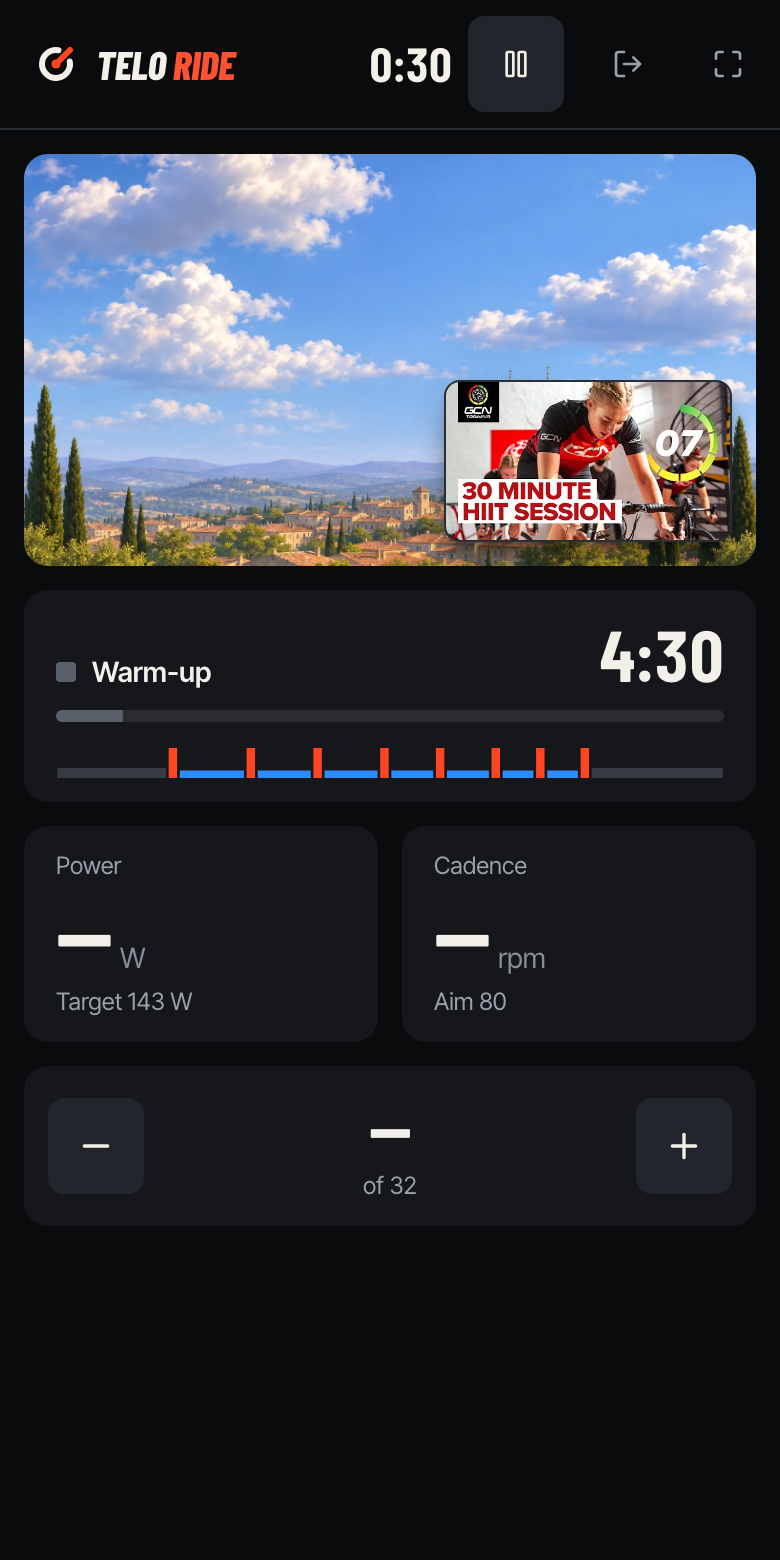 TELO RIDE
0:30
GCN
GCN
07
30 MINUTE
HIIT SESSION
Warm-up
4:30
Power
— W
Target 143 W
Cadence
— rpm
Aim 80
—
of 32